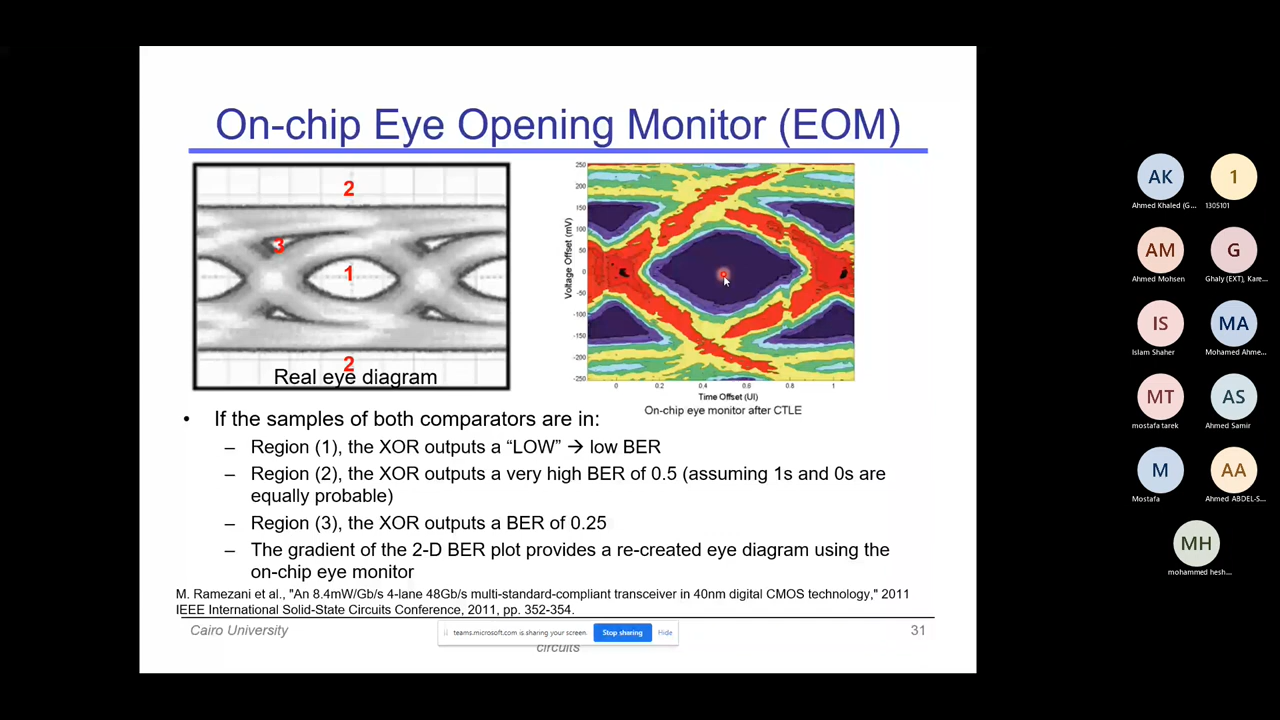 On-chip Eye Opening Monitor (EOM)
2
3
1
2
Real eye diagram
250
200
150
100
50
0
-50
-100
-150
-200
-250
Voltage Offset (mV)
0
0.2
0.4
0.6
0.8
1
Time Offset (UI)
On-chip eye monitor after CTLE
• If the samples of both comparators are in:
– Region (1), the XOR outputs a “LOW” → low BER
– Region (2), the XOR outputs a very high BER of 0.5 (assuming 1s and 0s are
equally probable)
– Region (3), the XOR outputs a BER of 0.25
– The gradient of the 2-D BER plot provides a re-created eye diagram using the
on-chip eye monitor
M. Ramezani et al., "An 8.4mW/Gb/s 4-lane 48Gb/s multi-standard-compliant transceiver in 40nm digital CMOS technology," 2011
IEEE International Solid-State Circuits Conference, 2011, pp. 352-354.
Cairo University
31
teams.microsoft.com is sharing your screen.
Stop sharing
Hide
circuits
AK
Ahmed Khaled (G...
1
1305101
AM
Ahmed Mohsen
G
Ghaly (EXT), Kare...
IS
Islam Shaher
MA
Mohamed Ahme...
MT
mostafa tarek
AS
Ahmed Samir
M
Mostafa
AA
Ahmed ABDEL-S...
MH
mohammed hesh...